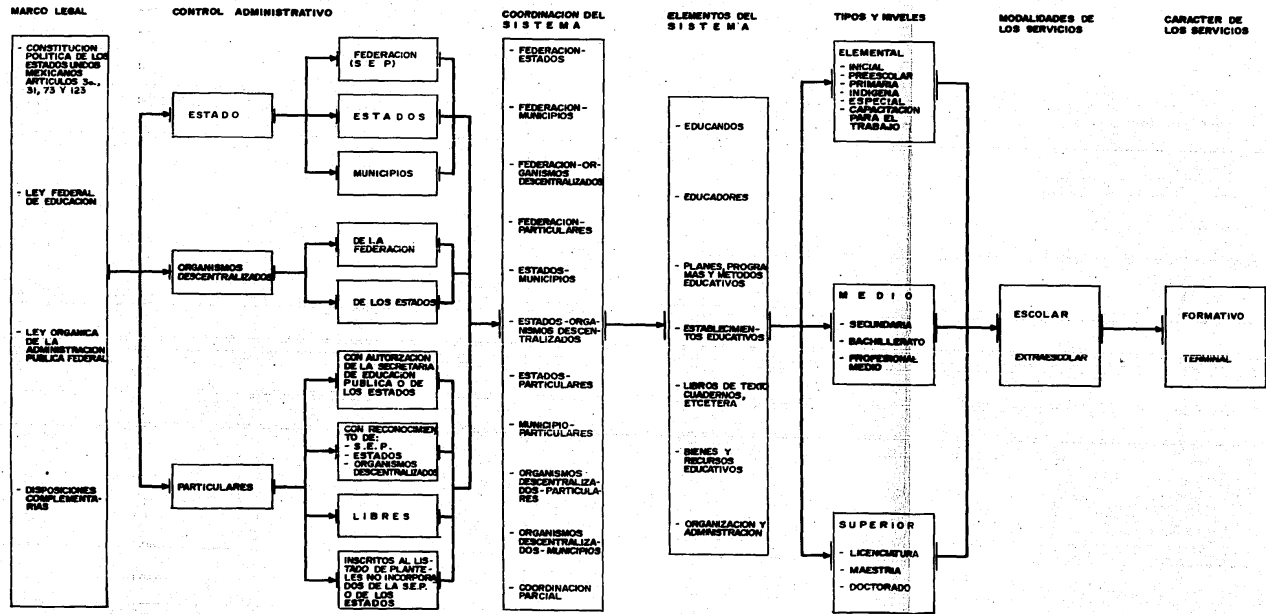 MARCO LEGAL
- CONSTITUCION
POLITICA DE LOS
ESTADOS UNIDOS
MEXICANOS
ARTICULOS 3o.,
31, 73 Y 123
- LEY FEDERAL
DE EDUCACION
- LEY ORGANICA
DE LA
ADMINISTRACION
PUBLICA FEDERAL
- DISPOSICIONES
COMPLEMENTA-
RIAS
CONTROL ADMINISTRATIVO
ESTADO
ORGANISMOS
DESCENTRALIZADOS
PARTICULARES
FEDERACION
(S E P)
ESTADOS
MUNICIPIOS
DE LA
FEDERACION
DE LOS ESTADOS
CON AUTORIZACION
DE LA SECRETARIA
DE EDUCACION
PUBLICA O DE
LOS ESTADOS
CON RECONOCIMIEN
TO DE:
- S.E.P.
- ESTADOS
- ORGANISMOS
DESCENTRALIZADOS
LIBRES
INSCRITOS AL LIS-
TADO DE PLANTE-
LES NO INCORPORA
DOS DE LA S.E.P.
O DE LOS
ESTADOS
COORDINACION DEL
SISTEMA
- FEDERACION-
ESTADOS
- FEDERACION-
MUNICIPIOS
- FEDERACION-OR-
GANISMOS
DESCENTRALIZADOS
- FEDERACION-
PARTICULARES
- ESTADOS-
MUNICIPIOS
- ESTADOS-ORGA-
NISMOS DESCEN-
TRALIZADOS
- ESTADOS-
PARTICULARES
- MUNICIPIO-
PARTICULARES
- ORGANISMOS
DESCENTRALIZA-
DOS-PARTICULA-
RES
- ORGANISMOS
DESCENTRALIZA-
DOS-MUNICIPIOS
- COORDINACION
PARCIAL
ELEMENTOS DEL
SISTEMA
- EDUCANDOS
- EDUCADORES
- PLANES, PROGRA
MAS Y METODOS
EDUCATIVOS
- ESTABLECIMIEN-
TOS EDUCATIVOS
- LIBROS DE TEXTO
CUADERNOS,
ETCETERA
- BIENES Y
RECURSOS
EDUCATIVOS
- ORGANIZACION Y
ADMINISTRACION
TIPOS Y NIVELES
ELEMENTAL
- INICIAL
- PREESCOLAR
- PRIMARIA
- INDIGENA
- ESPECIAL
- CAPACITACION
PARA EL
TRABAJO
MEDIO
- SECUNDARIA
- BACHILLERATO
- PROFESIONAL
MEDIO
SUPERIOR
- LICENCIATURA
- MAESTRIA
- DOCTORADO
MODALIDADES DE
LOS SERVICIOS
ESCOLAR
EXTRAESCOLAR
CARACTER DE
LOS SERVICIOS
FORMATIVO
TERMINAL